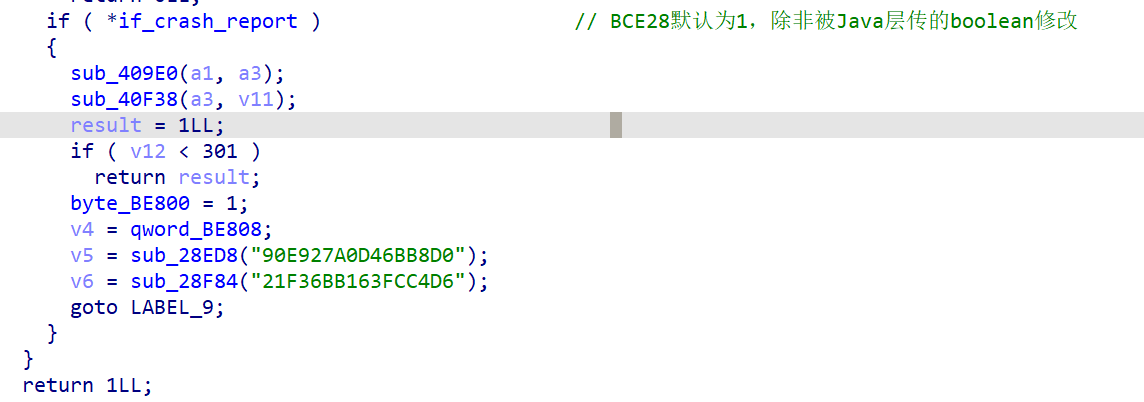 if ( *if_crash_report ) // BCE28默认为1，除非被Java层传的boolean修改
{
sub_409E0(a1, a3);
sub_40F38(a3, v11);
result = 1LL;
if ( v12 < 301 )
return result;
byte_BE800 = 1;
v4 = qword_BE808;
v5 = sub_28ED8("90E927A0D46BB8D0");
v6 = sub_28F84("21F36BB163FCC4D6");
goto LABEL_9;
}
}
return 1LL;